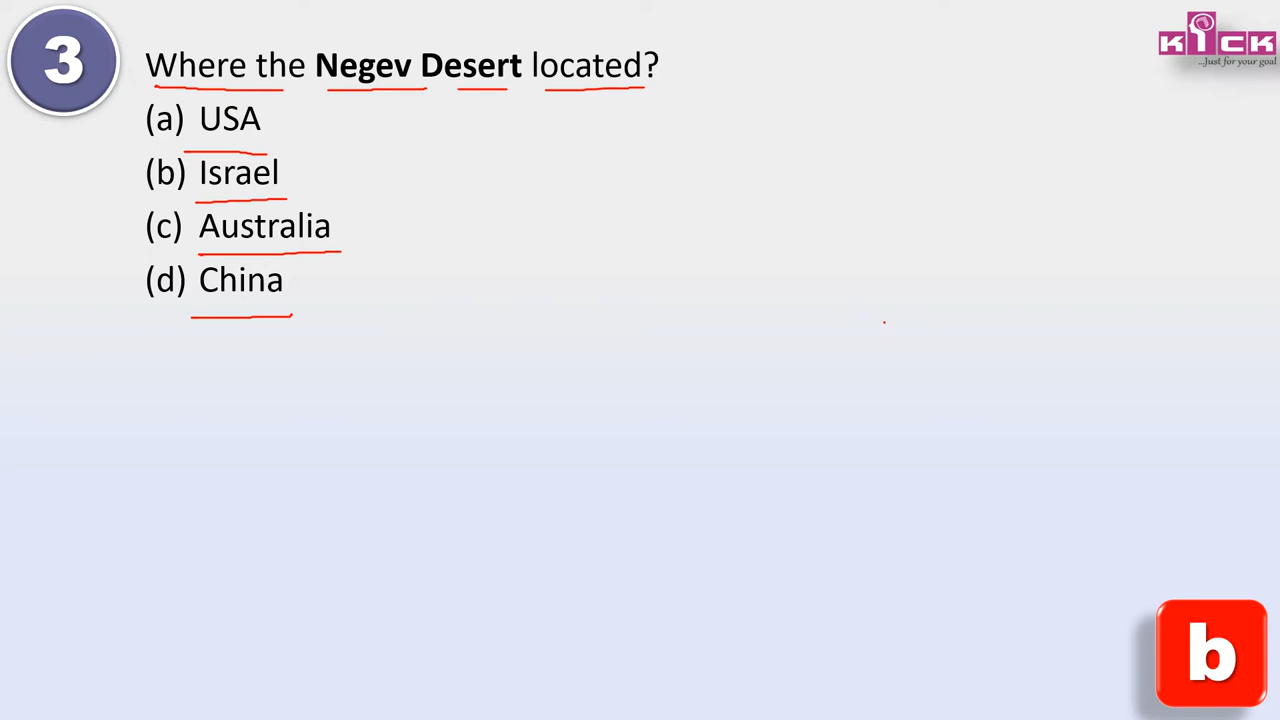 3
Where the Negev Desert located?
(a) USA
(b) Israel
(c) Australia
(d) China
KICK
...Just for your goal
b